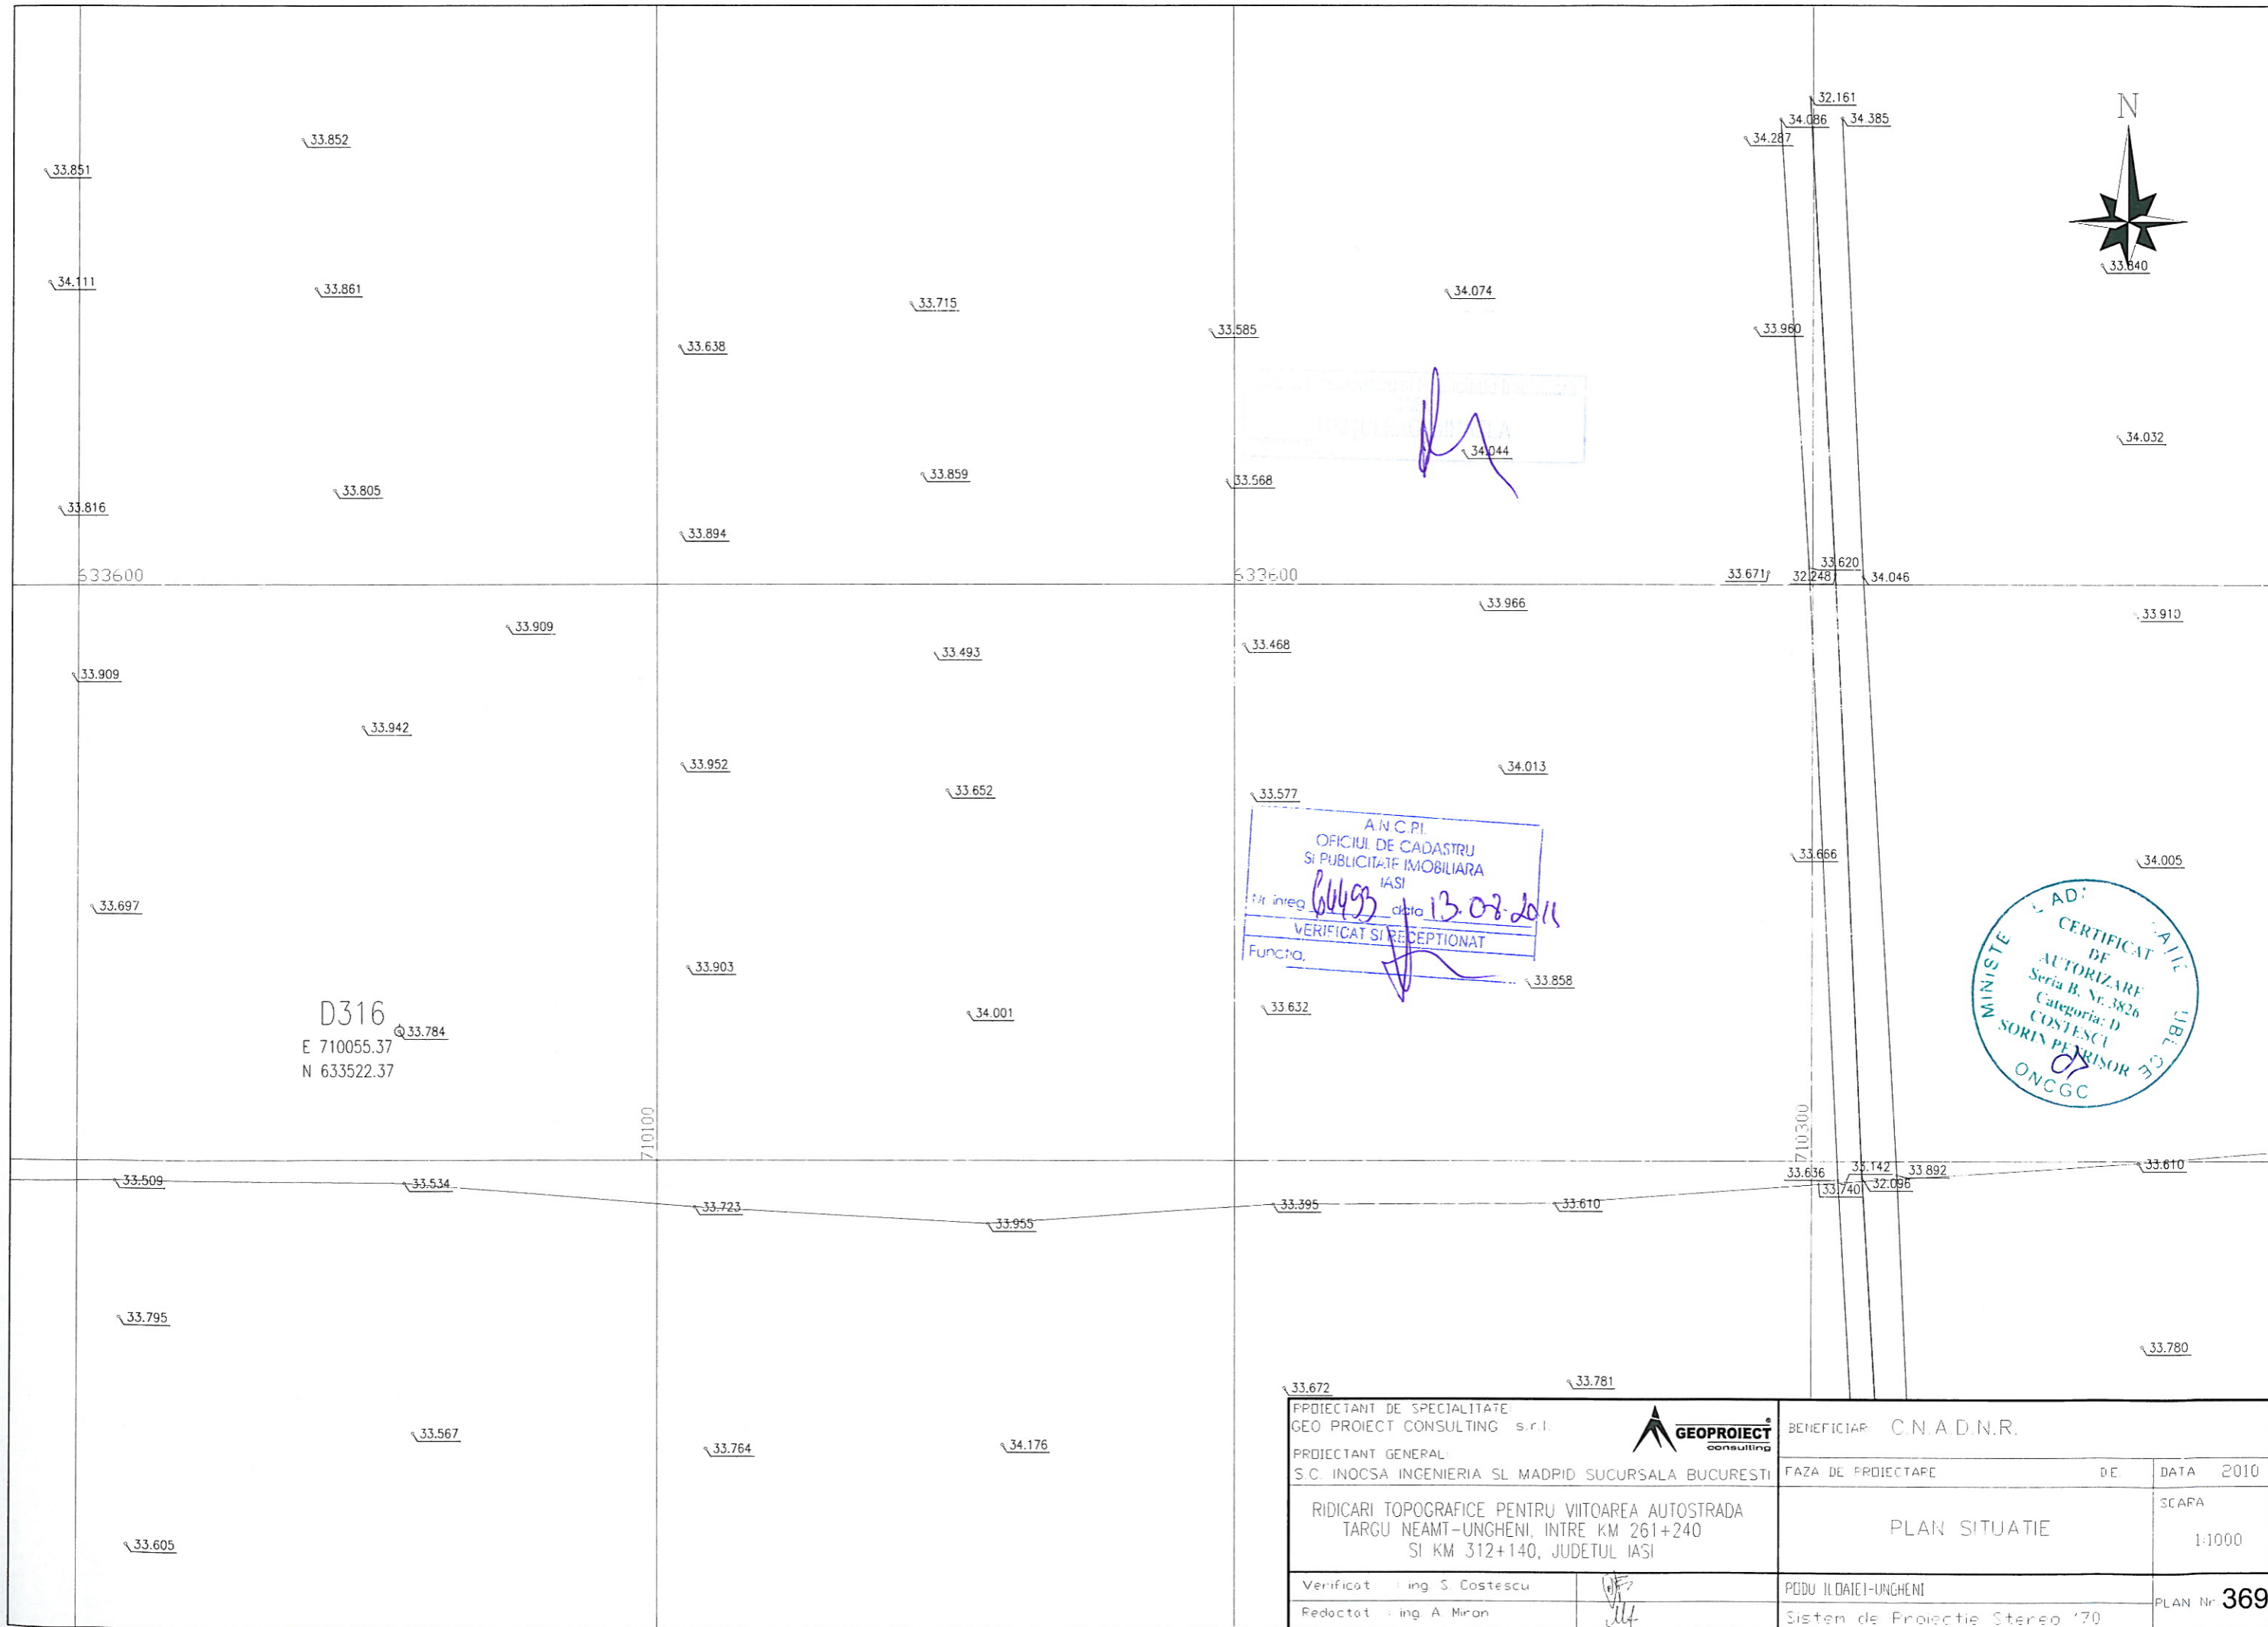 32.161
34.086
34.385
N
33.852
34.287
33.851
33.840
34.111
33.861
34.074
33.715
33.585
33.960
33.638
34.032
34.044
33.859
33.568
33.805
33.816
33.894
633600
633600
33.620
33.671
32.248
34.046
33.966
33.910
33.909
33.468
33.493
33.909
33.942
33.952
34.013
33.652
33.577
A.N.C.P.I.
OFICIUL DE CADASTRU
SI PUBLICITATE IMOBILIARA
IASI
Nr. inreg 64493 data 13.07.2011
VERIFICAT SI RECEPTIONAT
Functia,
33.666
34.005
33.697
CERTIFICAT
DE
AUTORIZARE
Seria B. Nr. 3826
Categoria: D
COSTESCU
SORIN PETRISOR
ONCGC
33.903
33.858
33.632
34.001
D316
33.784
E 710055.37
N 633522.37
710100
710300
33.142
33.892
33.610
33.636
33.740
32.096
33.509
33.534
33.723
33.955
33.395
33.610
33.795
33.780
33.781
33.672
33.567
33.764
34.176
33.605
PROIECTANT DE SPECIALITATE
GEO PROIECT CONSULTING s.r.l.
GEOPROIECT
consulting
PROIECTANT GENERAL:
S.C. INOCSA INGENIERIA SL MADRID SUCURSALA BUCURESTI
BENEFICIAR C.N.A.D.N.R.
FAZA DE PROIECTARE D.E. DATA 2010
RIDICARI TOPOGRAFICE PENTRU VIITOAREA AUTOSTRADA
TARGU NEAMT-UNGHENI, INTRE KM 261+240
SI KM 312+140, JUDETUL IASI
PLAN SITUATIE
SCARA
1:1000
Verificat : ing. S. Costescu
Redactat : ing. A. Miron
PODU ILOAIEI-UNGHENI
Sistem de Proiectie Stereo '70
PLAN Nr. 369